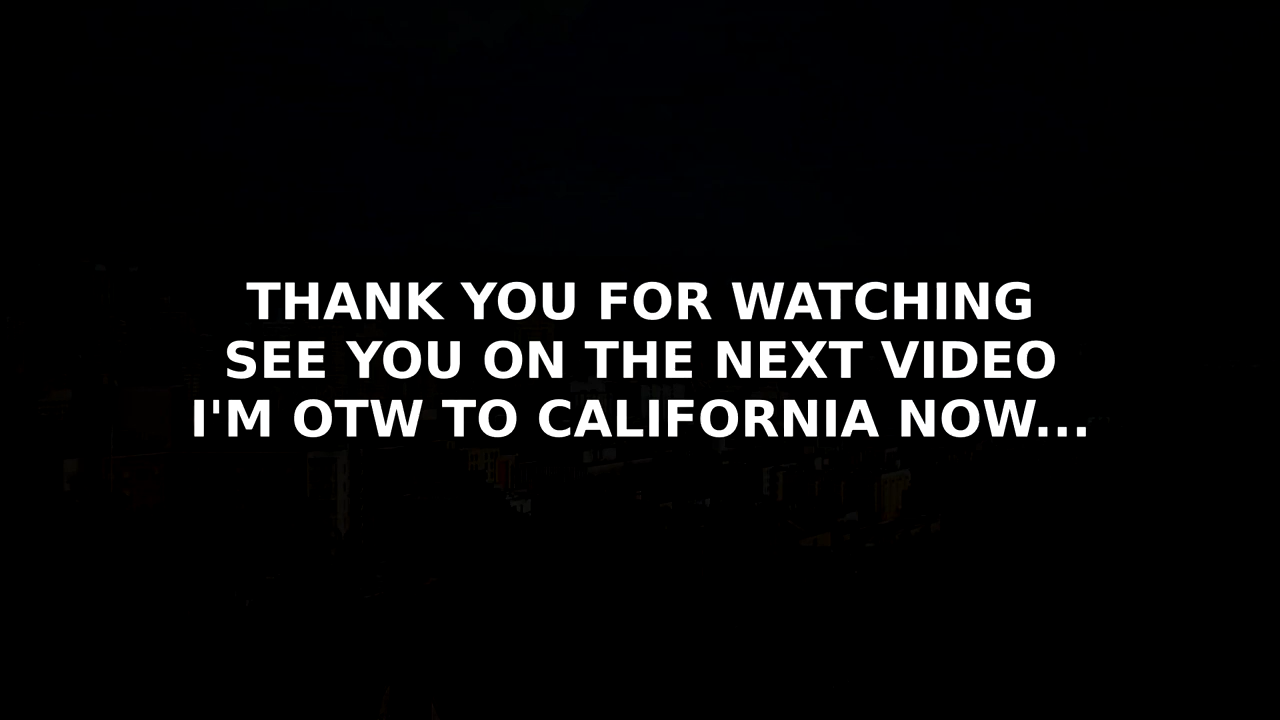 THANK YOU FOR WATCHING
SEE YOU ON THE NEXT VIDEO
I'M OTW TO CALIFORNIA NOW...